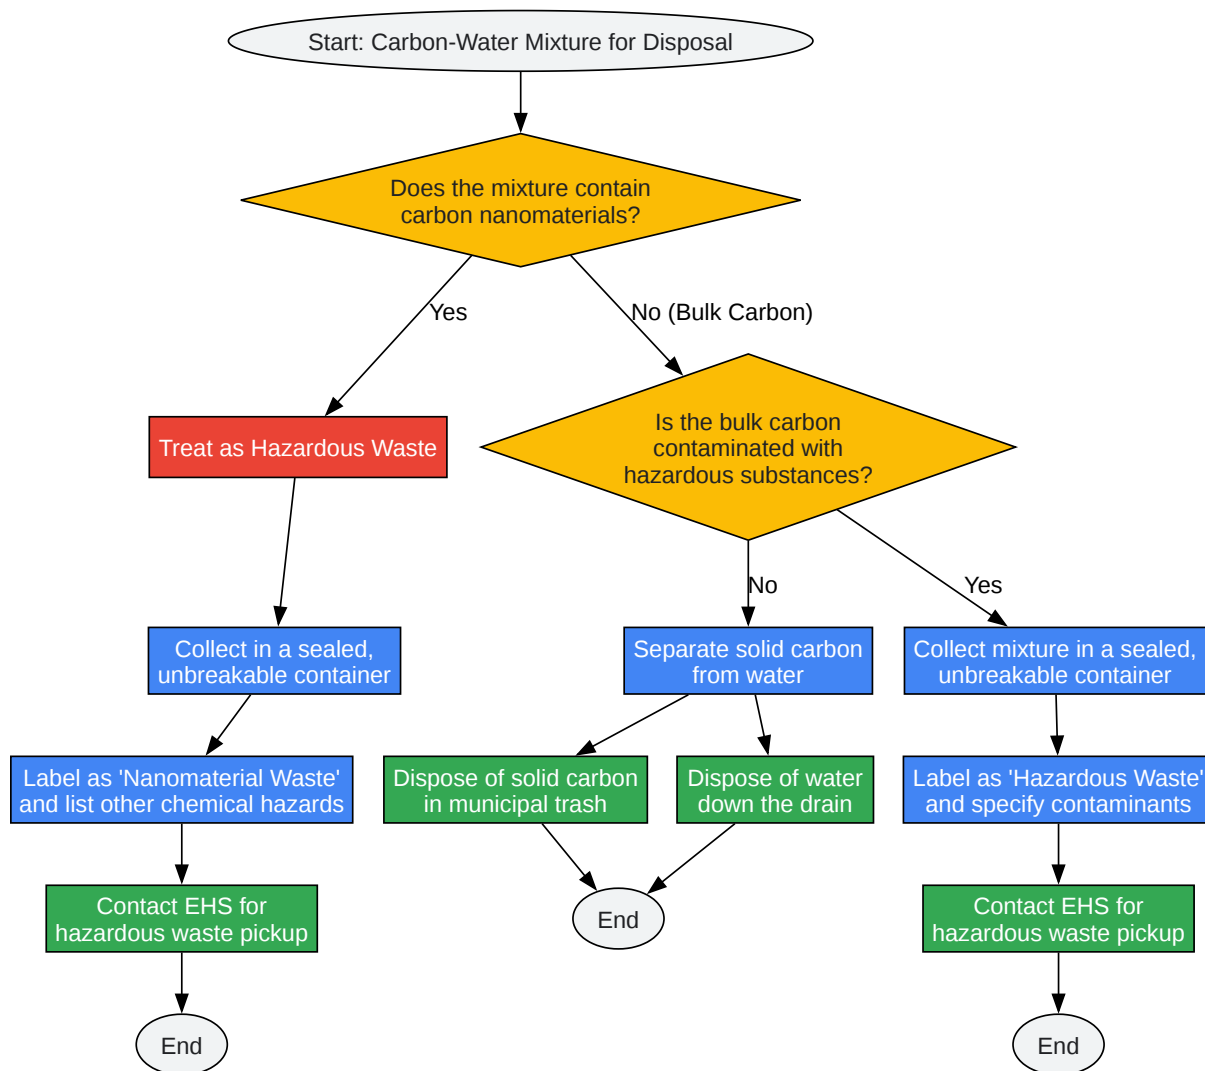 Start: Carbon-Water Mixture for Disposal
Does the mixture contain
carbon nanomaterials?
Yes
No (Bulk Carbon)
Treat as Hazardous Waste
Is the bulk carbon
contaminated with
hazardous substances?
No
Yes
Collect in a sealed,
unbreakable container
Separate solid carbon
from water
Collect mixture in a sealed,
unbreakable container
Label as 'Nanomaterial Waste'
and list other chemical hazards
Dispose of solid carbon
in municipal trash
Dispose of water
down the drain
Label as 'Hazardous Waste'
and specify contaminants
Contact EHS for
hazardous waste pickup
End
Contact EHS for
hazardous waste pickup
End
End